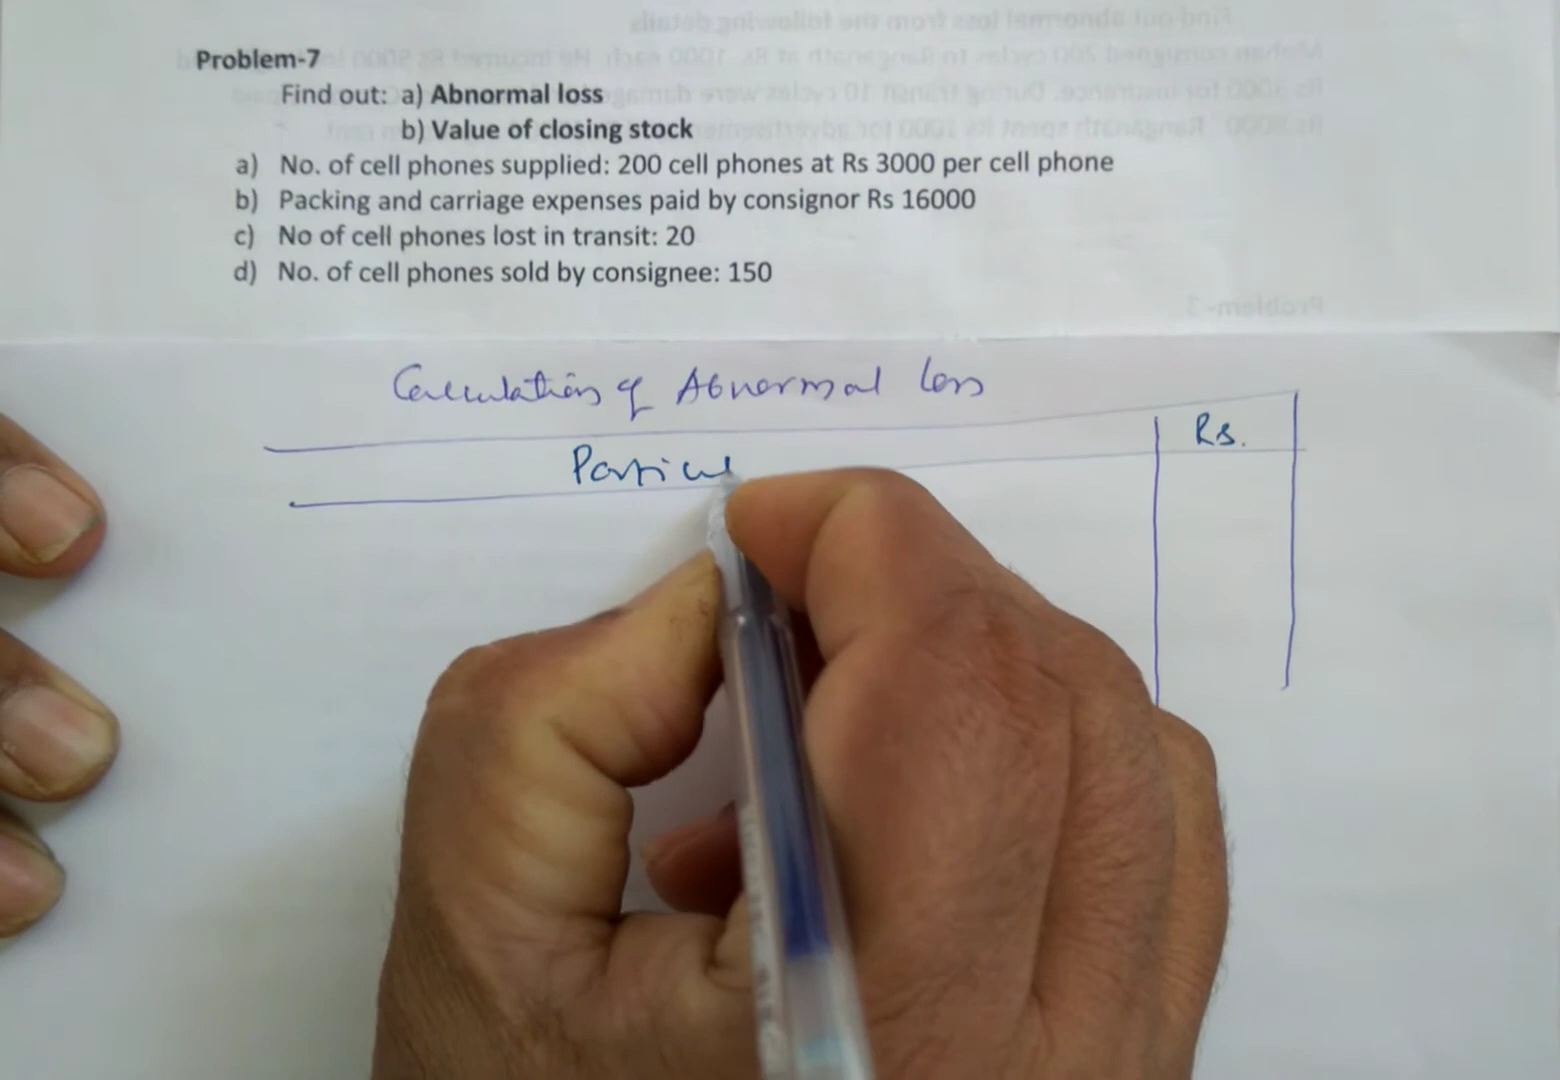 Problem-7
Find out: a) Abnormal loss
b) Value of closing stock
a) No. of cell phones supplied: 200 cell phones at Rs 3000 per cell phone
b) Packing and carriage expenses paid by consignor Rs 16000
c) No of cell phones lost in transit: 20
d) No. of cell phones sold by consignee: 150
Calculation of Abnormal Loss
Rs.
Particul